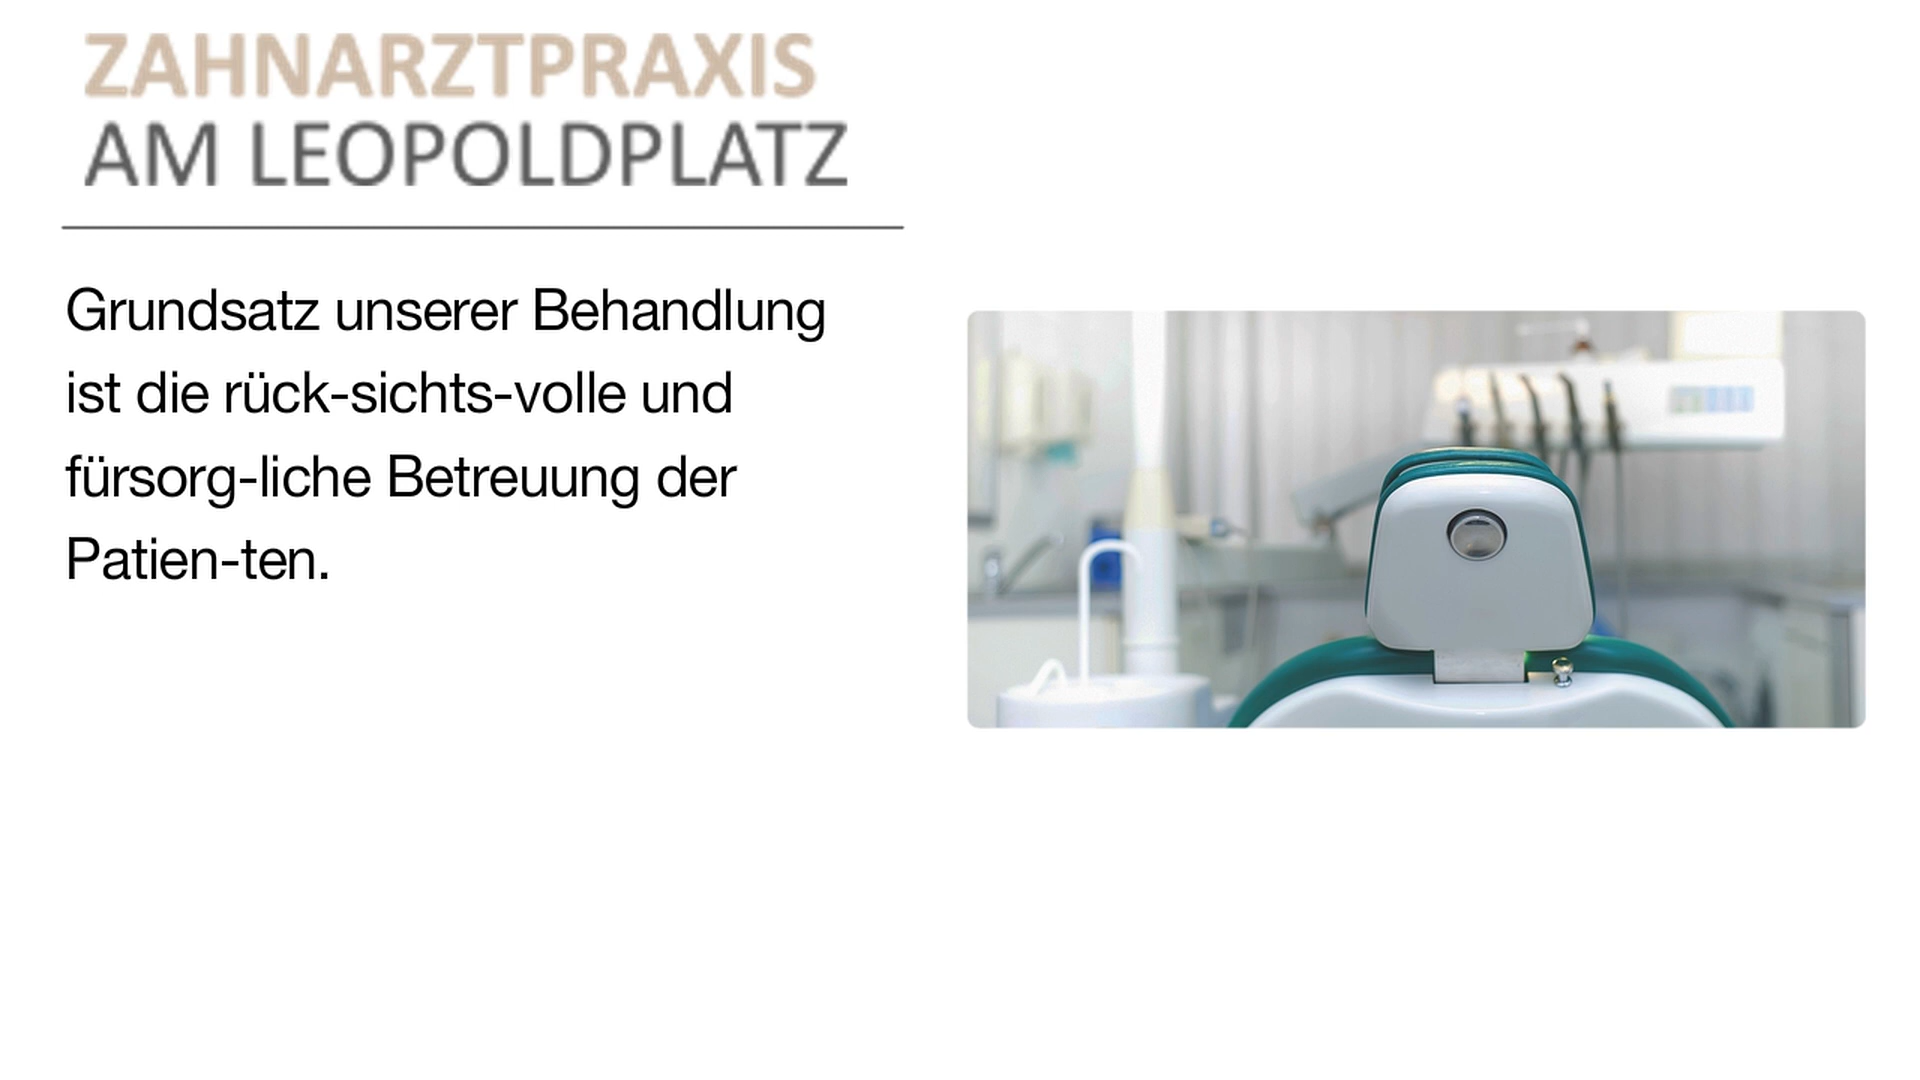 ZAHNARZTPRAXIS
AM LEOPOLDPLATZ
Grundsatz unserer Behandlung
ist die rück-sichts-volle und
fürsorg-liche Betreuung der
Patien-ten.